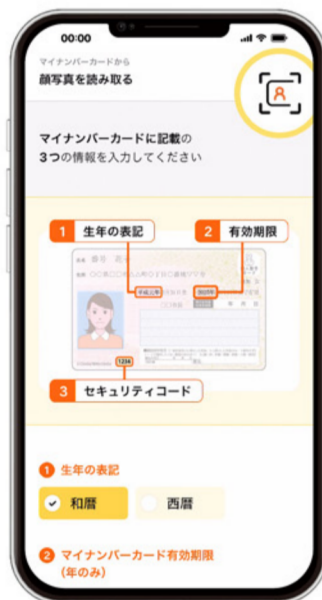 00:00
マイナンバーカードから
顔写真を読み取る
マイナンバーカードに記載の
3つの情報を入力してください
1 生年の表記
2 有効期限
1234
3 セキュリティコード
1 生年の表記
和暦
西暦
2 マイナンバーカード有効期限
(年のみ)